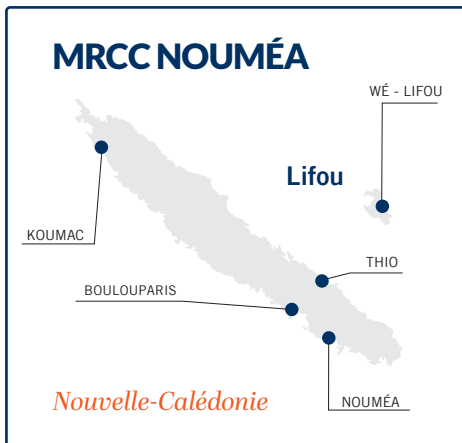 MRCC NOUMÉA
WÉ - LIFOU
Lifou
KOUMAC
THIO
BOULOUPARIS
Nouvelle-Calédonie
NOUMÉA